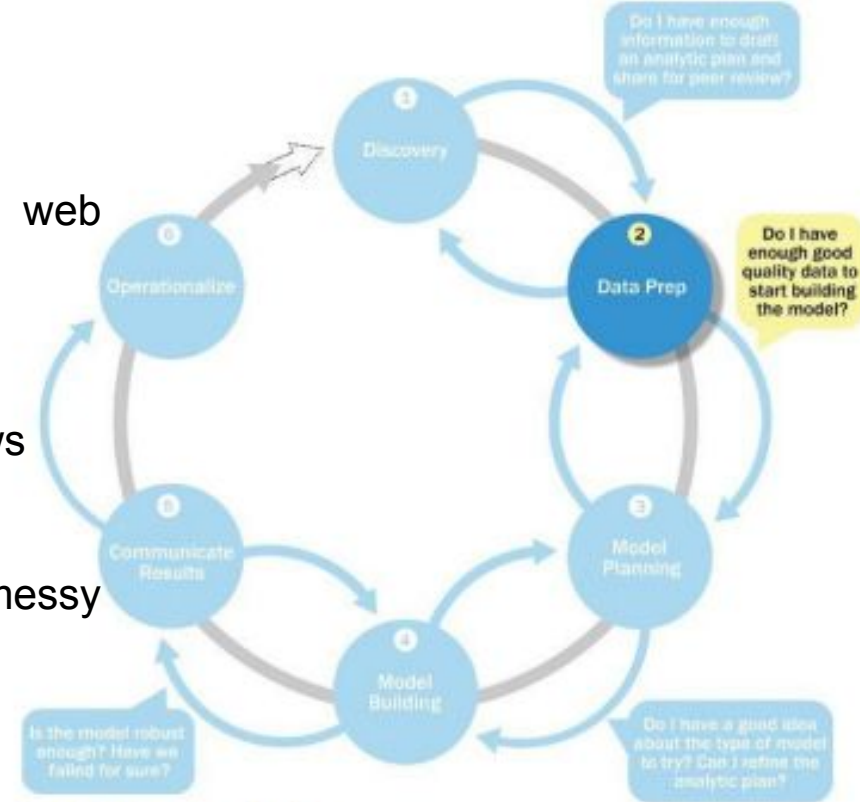 Do I have enough
information to draft
an analytic plan and
share for peer review?
1
Discovery
web
6
Operationalize
2
Data Prep
Do I have
enough good
quality data to
start building
the model?
ws
3
Model
Planning
5
Communicate
Results
messy
4
Model
Building
Is the model robust
enough? Have we
failed for sure?
Do I have a good idea
about the type of model
to try? Can I refine the
analytic plan?